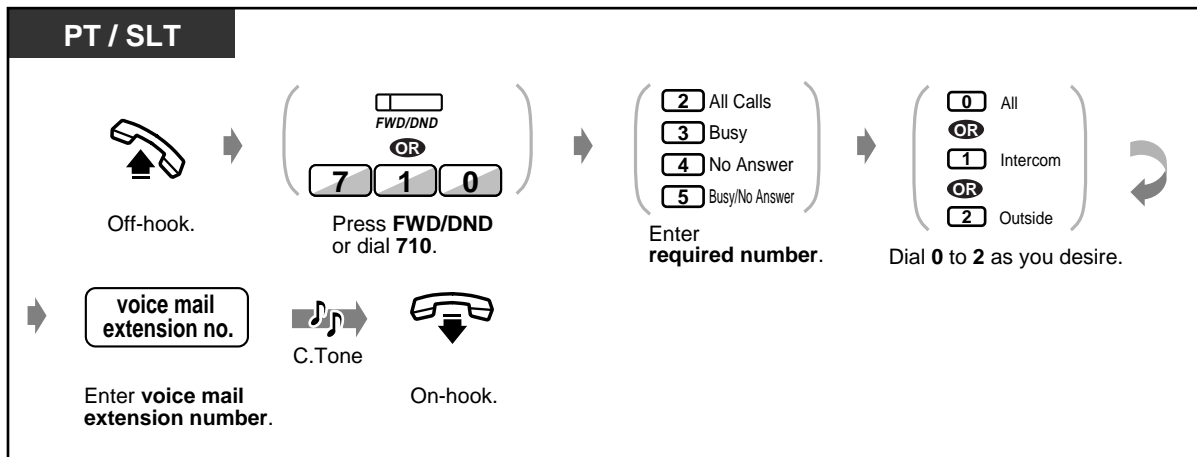 PT / SLT
Off-hook.
FWD/DND
OR
7 1 0
Press FWD/DND
or dial 710.
2 All Calls
3 Busy
4 No Answer
5 Busy/No Answer
Enter
required number.
0 All
OR
1 Intercom
OR
2 Outside
Dial 0 to 2 as you desire.
voice mail
extension no.
Enter voice mail
extension number.
C.Tone
On-hook.